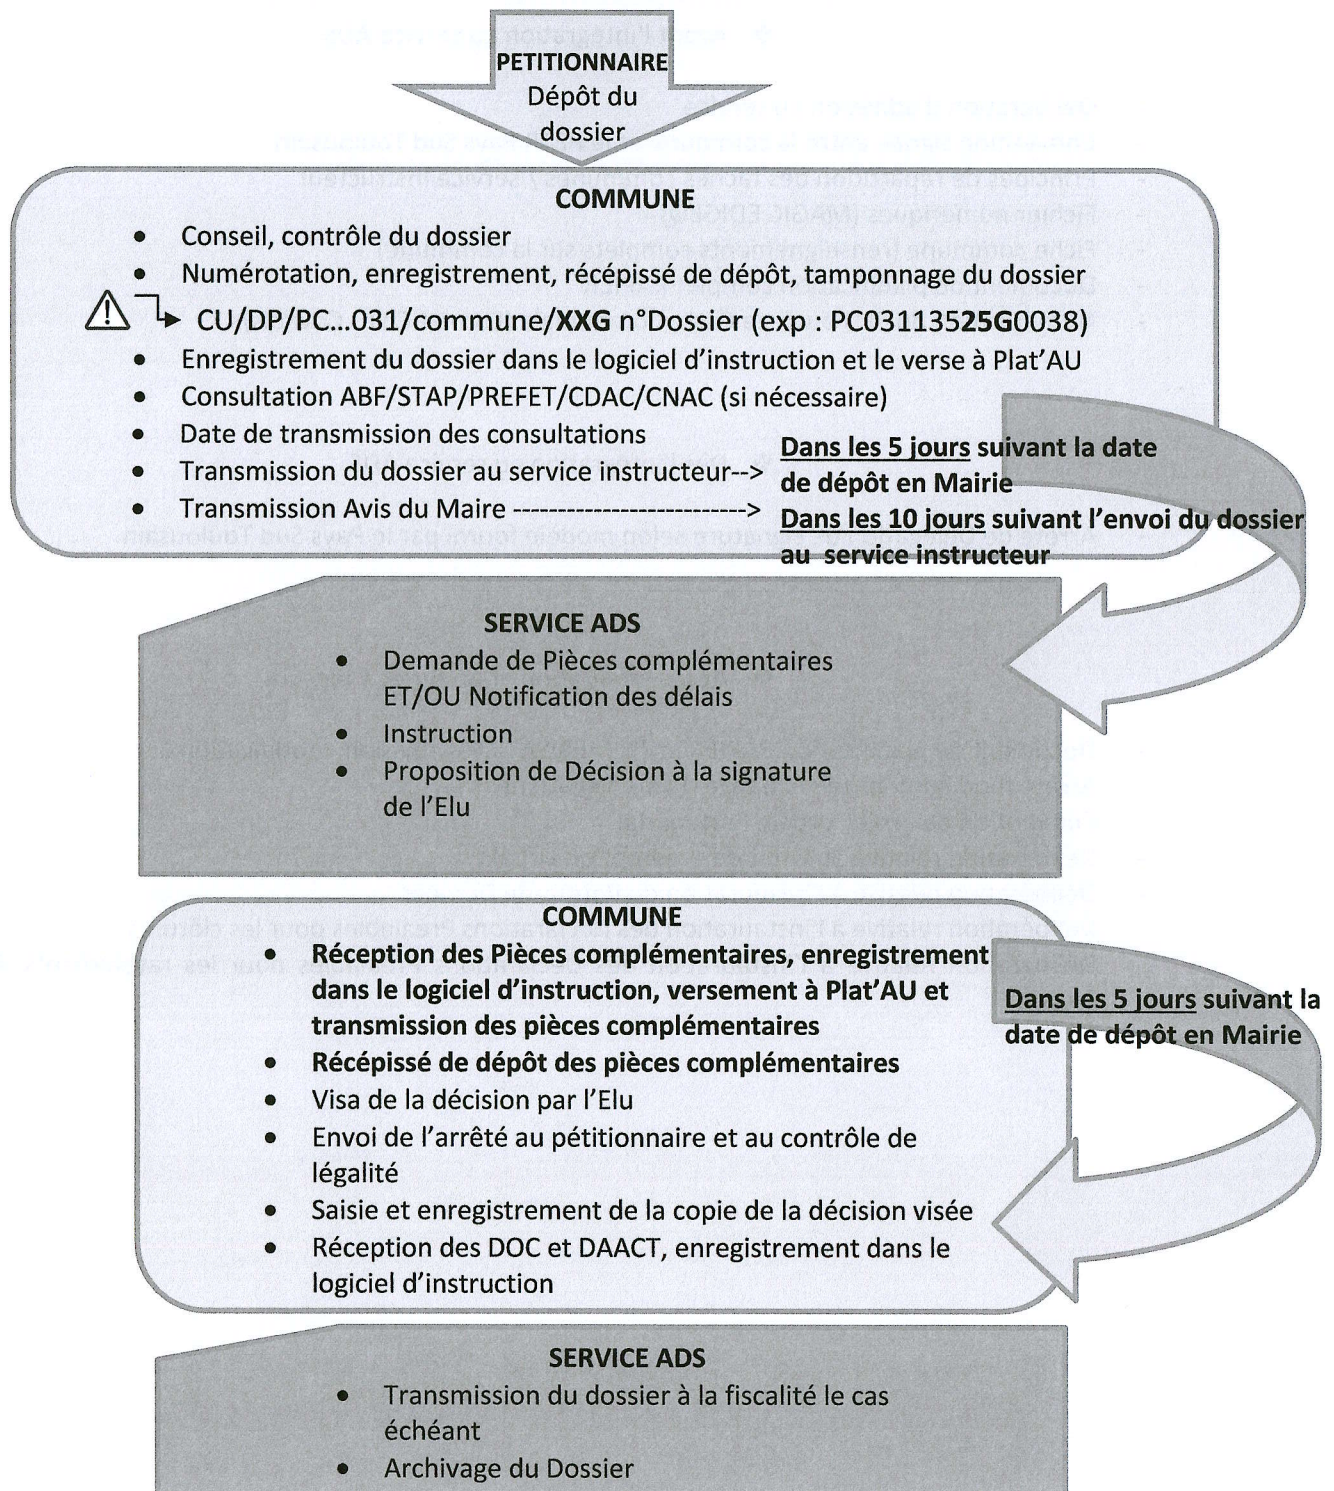 PETITIONNAIRE
Dépôt du
dossier
COMMUNE
• Conseil, contrôle du dossier
• Numérotation, enregistrement, récépissé de dépôt, tamponnage du dossier
CU/DP/PC...031/commune/XXG n°Dossier (exp : PC03113525G0038)
• Enregistrement du dossier dans le logiciel d'instruction et le verse à Plat'AU
• Consultation ABF/STAP/PREFET/CDAC/CNAC (si nécessaire)
• Date de transmission des consultations
• Transmission du dossier au service instructeur-->
Dans les 5 jours suivant la date
de dépôt en Mairie
• Transmission Avis du Maire -------------------------->
Dans les 10 jours suivant l'envoi du dossier
au service instructeur
SERVICE ADS
• Demande de Pièces complémentaires
ET/OU Notification des délais
• Instruction
• Proposition de Décision à la signature
de l'Elu
COMMUNE
• Réception des Pièces complémentaires, enregistrement
dans le logiciel d'instruction, versement à Plat'AU et
transmission des pièces complémentaires
Dans les 5 jours suivant la
date de dépôt en Mairie
• Récépissé de dépôt des pièces complémentaires
• Visa de la décision par l'Elu
• Envoi de l'arrêté au pétitionnaire et au contrôle de
légalité
• Saisie et enregistrement de la copie de la décision visée
• Réception des DOC et DAACT, enregistrement dans le
logiciel d'instruction
SERVICE ADS
• Transmission du dossier à la fiscalité le cas
échéant
• Archivage du Dossier